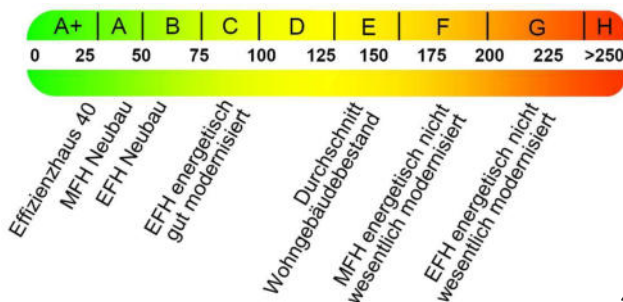 A+ A B C D E F G H
0 25 50 75 100 125 150 175 200 225 >250
Effizienzhaus 40
MFH Neubau
EFH Neubau
EFH energetisch
gut modernisiert
Durchschnitt
Wohngebäudebestand
MFH energetisch nicht
wesentlich modernisiert
EFH energetisch nicht
wesentlich modernisiert